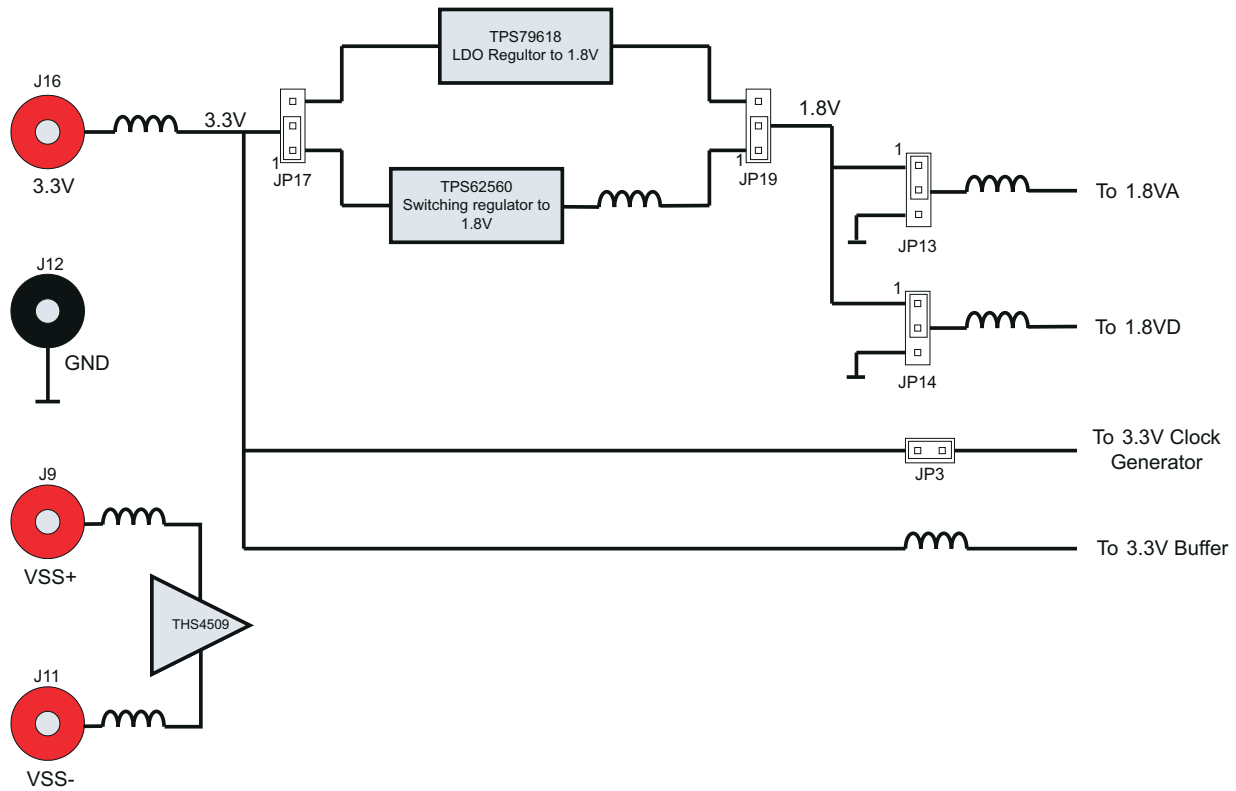 TPS79618
LDO Regultor to 1.8V
J16
3.3V
3.3V
1
JP17
TPS62560
Switching regulator to
1.8V
1
JP19
1.8V
1
JP13
To 1.8VA
J12
GND
1
JP14
To 1.8VD
JP3
To 3.3V Clock
Generator
J9
VSS+
To 3.3V Buffer
THS4509
J11
VSS-